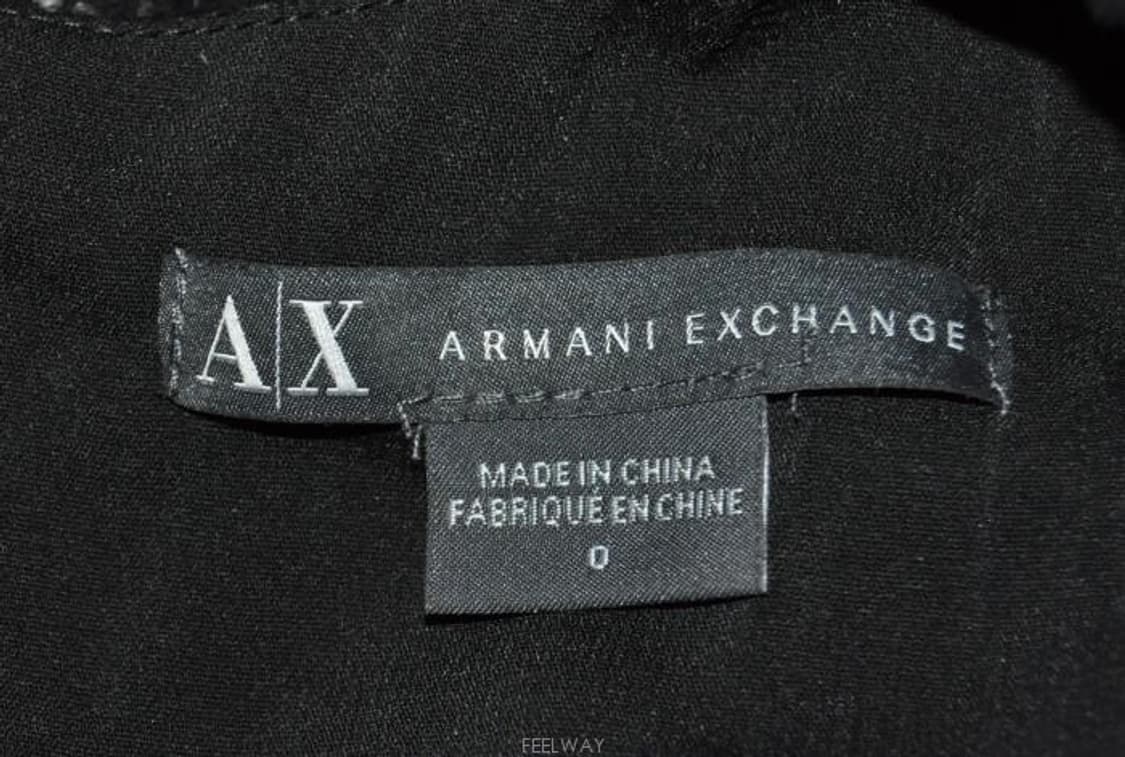 A|X ARMANI EXCHANGE
MADE IN CHINA
FABRIQUÉ EN CHINE
0
FEELWAY